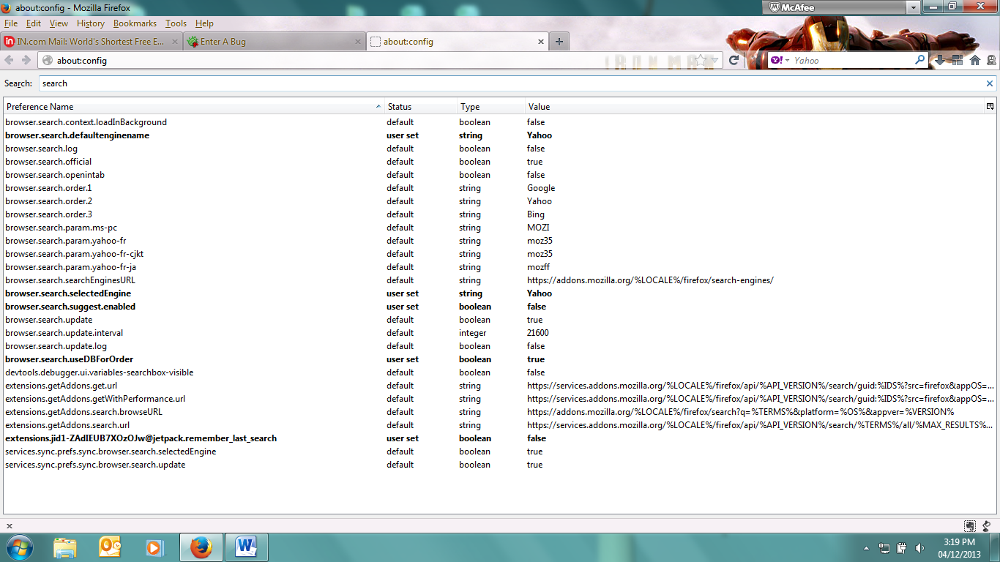 about:config - Mozilla Firefox
McAfee
File Edit View History Bookmarks Tools Help
IN.com Mail: World's Shortest Free E...
Enter A Bug
about:config
about:config
IRON MAN
Yahoo
Search: search
Preference Name Status Type Value
browser.search.context.loadInBackground default boolean false
browser.search.defaultenginename user set string Yahoo
browser.search.log default boolean false
browser.search.official default boolean true
browser.search.openintab default boolean false
browser.search.order.1 default string Google
browser.search.order.2 default string Yahoo
browser.search.order.3 default string Bing
browser.search.param.ms-pc default string MOZI
browser.search.param.yahoo-fr default string moz35
browser.search.param.yahoo-fr-cjkt default string moz35
browser.search.param.yahoo-fr-ja default string mozff
browser.search.searchEnginesURL default string https://addons.mozilla.org/%LOCALE%/firefox/search-engines/
browser.search.selectedEngine user set string Yahoo
browser.search.suggest.enabled user set boolean false
browser.search.update default boolean true
browser.search.update.interval default integer 21600
browser.search.update.log default boolean false
browser.search.useDBForOrder user set boolean true
devtools.debugger.ui.variables-searchbox-visible default boolean false
extensions.getAddons.get.url default string https://services.addons.mozilla.org/%LOCALE%/firefox/api/%API_VERSION%/search/guid:%IDS%?src=firefox&appOS=...
extensions.getAddons.getWithPerformance.url default string https://services.addons.mozilla.org/%LOCALE%/firefox/api/%API_VERSION%/search/guid:%IDS%?src=firefox&appOS=...
extensions.getAddons.search.browseURL default string https://addons.mozilla.org/%LOCALE%/firefox/search?q=%TERMS%&platform=%OS%&appver=%VERSION%
extensions.getAddons.search.url default string https://services.addons.mozilla.org/%LOCALE%/firefox/api/%API_VERSION%/search/%TERMS%/all/%MAX_RESULTS%...
extensions.jid1-ZAdIEUB7XOzOJw@jetpack.remember_last_search user set boolean false
services.sync.prefs.sync.browser.search.selectedEngine default boolean true
services.sync.prefs.sync.browser.search.update default boolean true
3:19 PM
04/12/2013